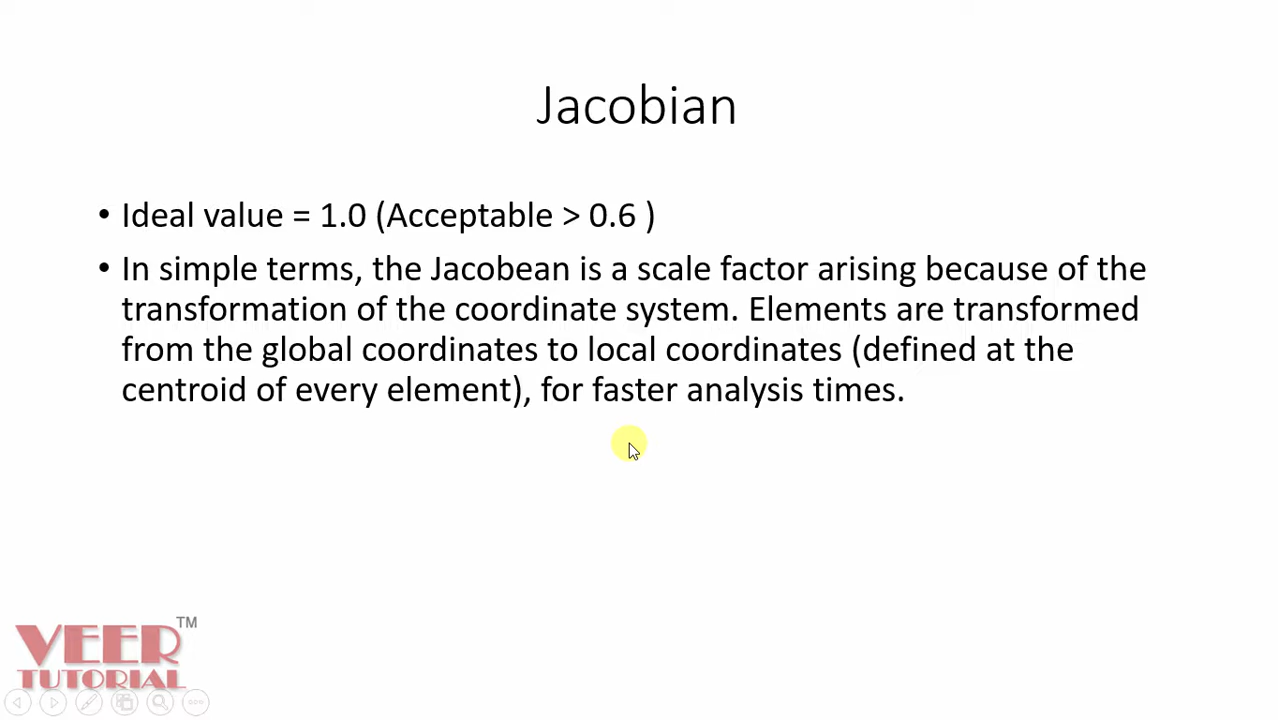 Jacobian
• Ideal value = 1.0 (Acceptable > 0.6 )
• In simple terms, the Jacobean is a scale factor arising because of the
transformation of the coordinate system. Elements are transformed
from the global coordinates to local coordinates (defined at the
centroid of every element), for faster analysis times.
VEER TM
TUTORIAL